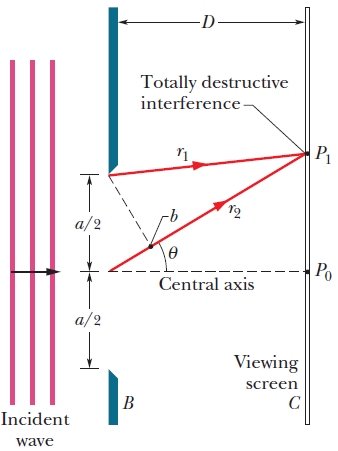 D
Totally destructive
interference
r1
P1
r2
b
a/2
θ
P0
Central axis
a/2
Viewing
screen
B
C
Incident
wave